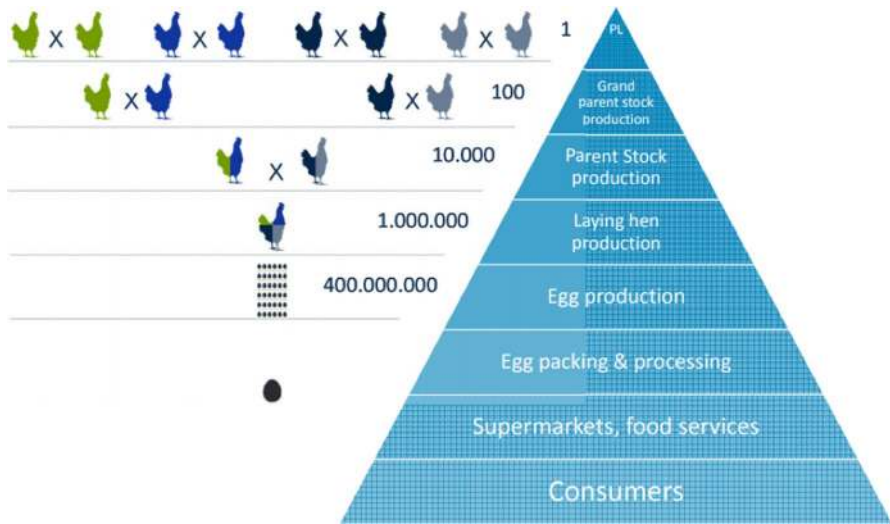 X X X X 1
PL
X X 100
Grand
parent stock
production
X 10.000
Parent Stock
production
1.000.000
Laying hen
production
400.000.000
Egg production
Egg packing & processing
Supermarkets, food services
Consumers